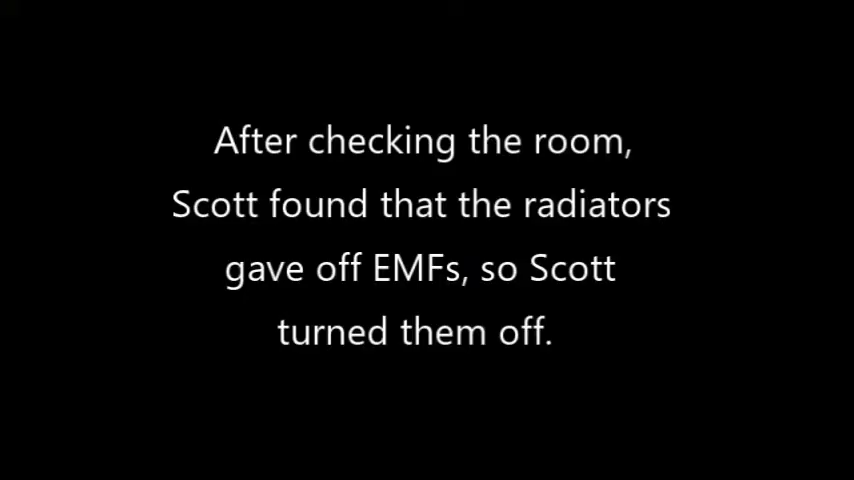 After checking the room,
Scott found that the radiators
gave off EMFs, so Scott
turned them off.